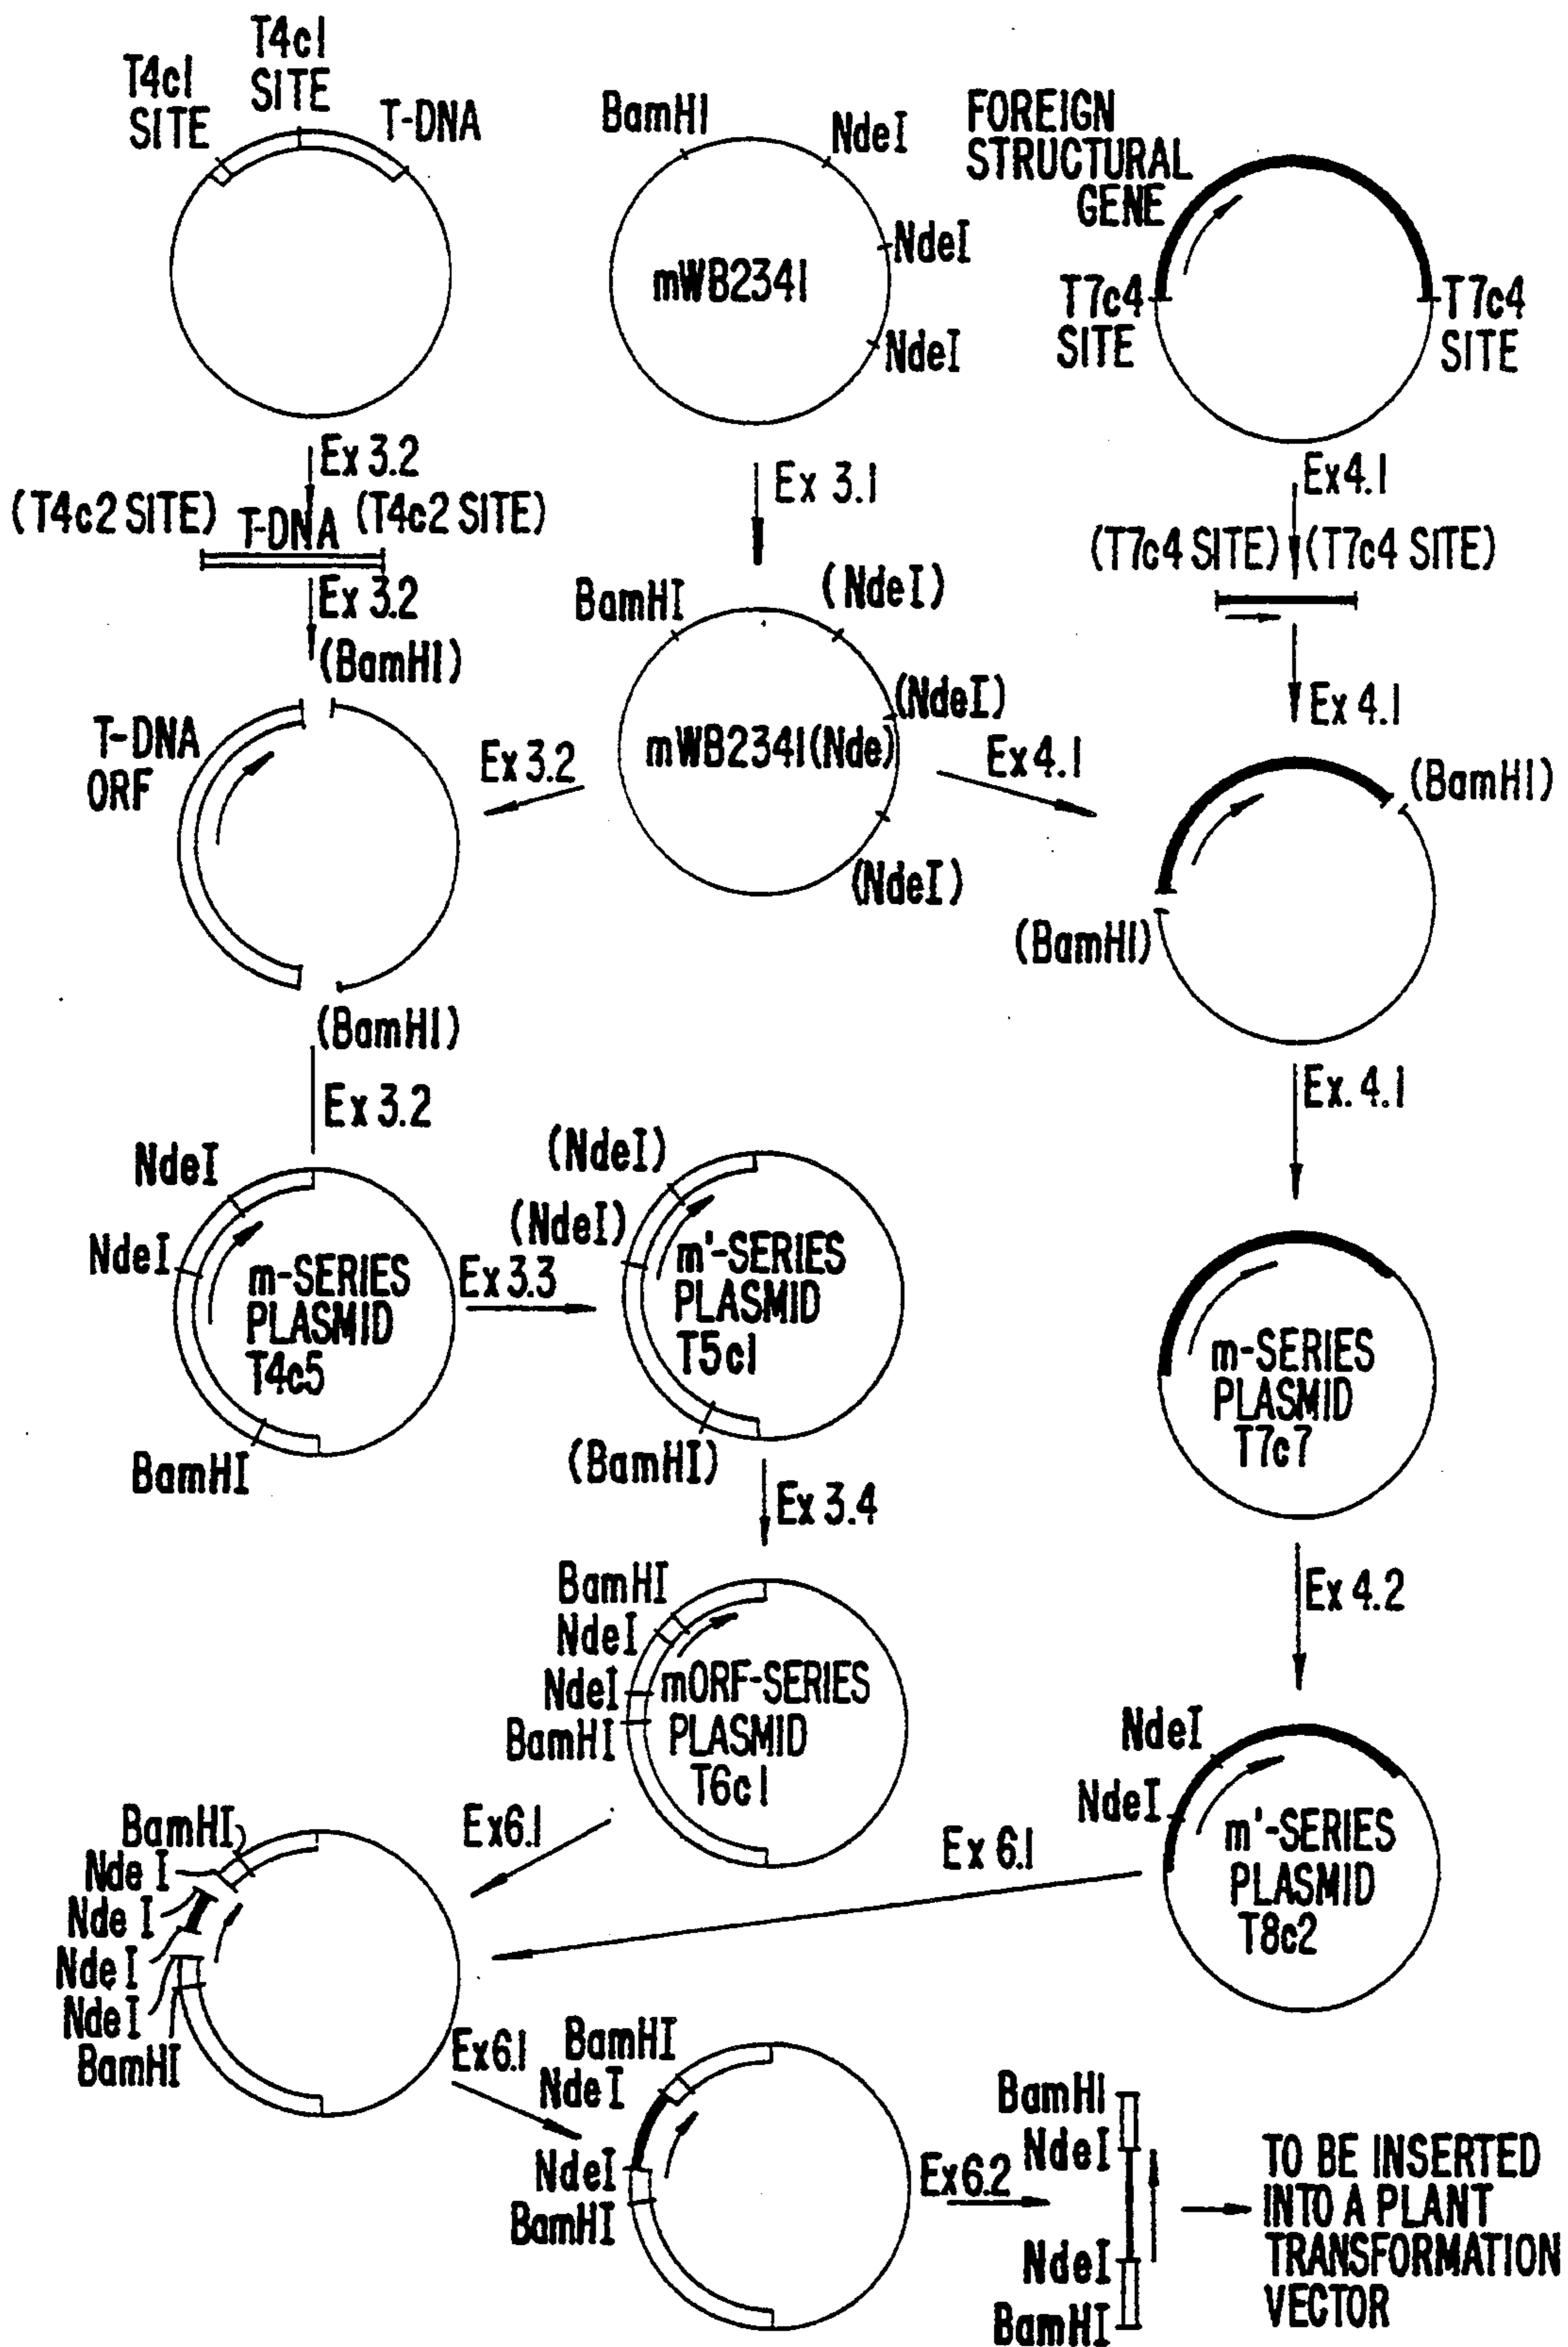 T4c1
SITE
T4c1
SITE
T-DNA
BamHI
NdeI
NdeI
NdeI
mWB2341
FOREIGN
STRUCTURAL
GENE
T7c4
SITE
T7c4
SITE
Ex 3.2
(T4c2 SITE)
T-DNA
(T4c2 SITE)
Ex 3.2
(BamHI)
Ex 3.1
Ex4.1
(T7c4 SITE)
(T7c4 SITE)
Ex4.1
BamHI
(NdeI)
(NdeI)
mWB2341(Nde)
(NdeI)
T-DNA
ORF
Ex 3.2
Ex4.1
(BamHI)
(BamHI)
(BamHI)
Ex 3.2
Ex. 4.1
NdeI
NdeI
m-SERIES
PLASMID
T4c5
BamHI
Ex3.3
(NdeI)
(NdeI)
m'-SERIES
PLASMID
T5c1
(BamHI)
m-SERIES
PLASMID
T7c7
Ex 3.4
Ex 4.2
BamHI
NdeI
NdeI
BamHI
mORF-SERIES
PLASMID
T6c1
NdeI
NdeI
m'-SERIES
PLASMID
T8c2
Ex6.1
Ex 6.1
BamHI
Nde I
Nde I
Nde I
Nde I
BamHI
Ex6.1
BamHI
NdeI
NdeI
BamHI
Ex6.2
BamHI
NdeI
NdeI
BamHI
TO BE INSERTED
INTO A PLANT
TRANSFORMATION
VECTOR